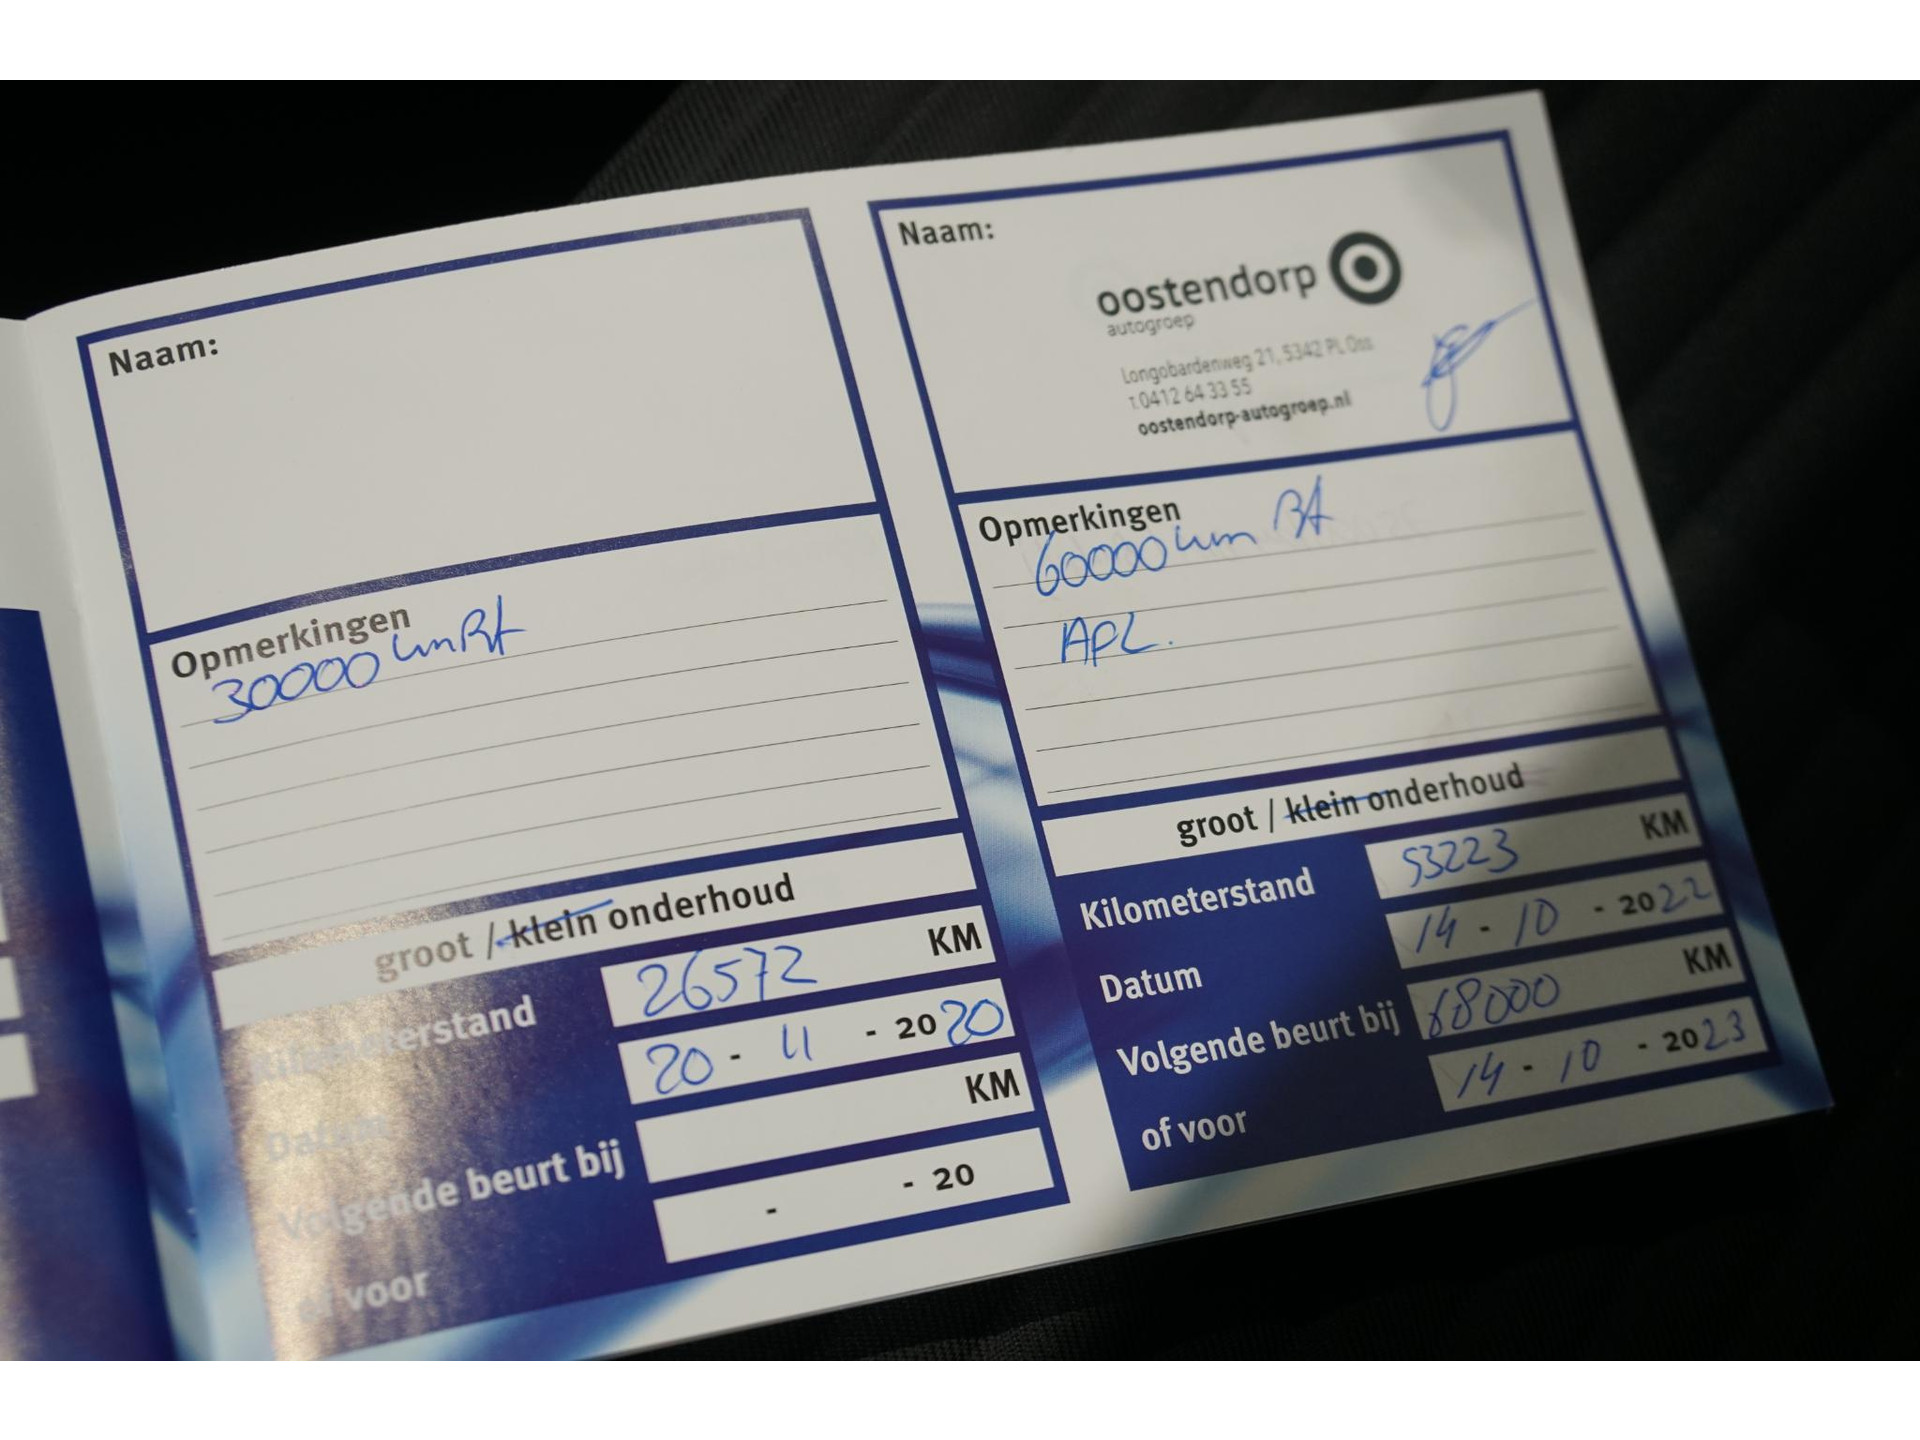 Naam:
Opmerkingen
30000 km Bt
groot / klein onderhoud
Kilometerstand 26572 KM
Datum 20 - 11 - 2020
Volgende beurt bij KM
of voor - - 20
Naam:
oostendorp
autogroep
Longobardenweg 21, 5342 PL Oss
t 0412 64 33 55
oostendorp-autogroep.nl
Opmerkingen
60000 km Bt
APL.
groot / klein onderhoud
Kilometerstand 53223 KM
Datum 14 - 10 - 2022
Volgende beurt bij 68000 KM
of voor 14 - 10 - 2023